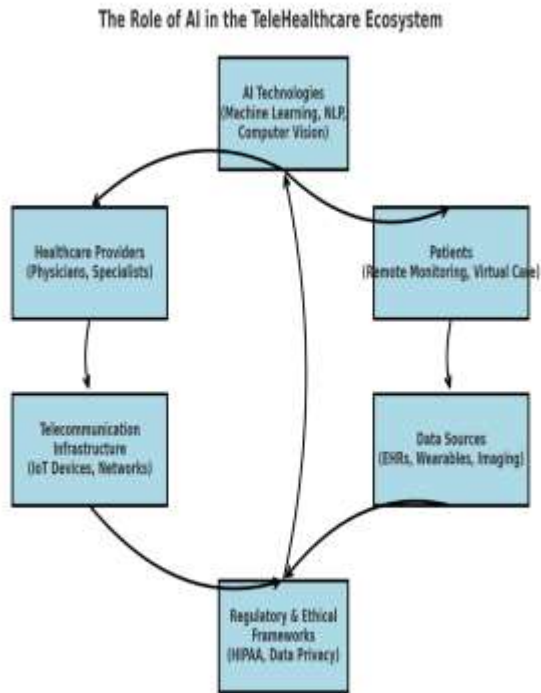 The Role of AI in the TeleHealthcare Ecosystem
AI Technologies
(Machine Learning, NLP,
Computer Vision)
Healthcare Providers
(Physicians, Specialists)
Patients
(Remote Monitoring, Virtual Care)
Telecommunication
Infrastructure
(IoT Devices, Networks)
Data Sources
(EHRs, Wearables, Imaging)
Regulatory & Ethical
Frameworks
(HIPAA, Data Privacy)